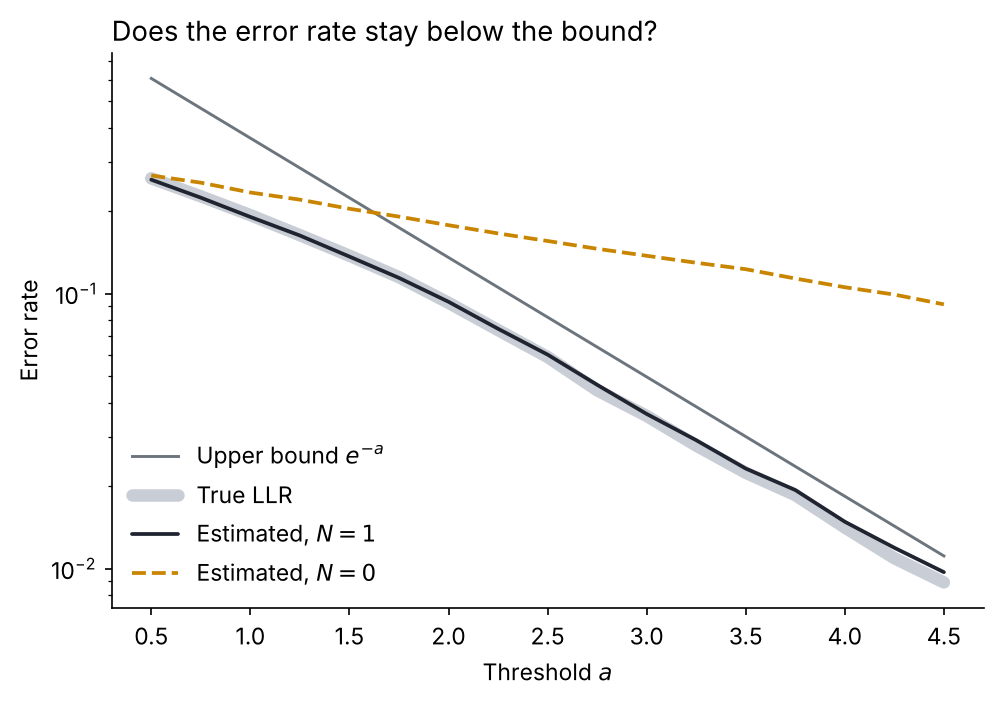 Does the error rate stay below the bound?
Error rate
10⁻¹
10⁻²
Upper bound e⁻ᵃ
True LLR
Estimated, N = 1
Estimated, N = 0
0.5 1.0 1.5 2.0 2.5 3.0 3.5 4.0 4.5
Threshold a